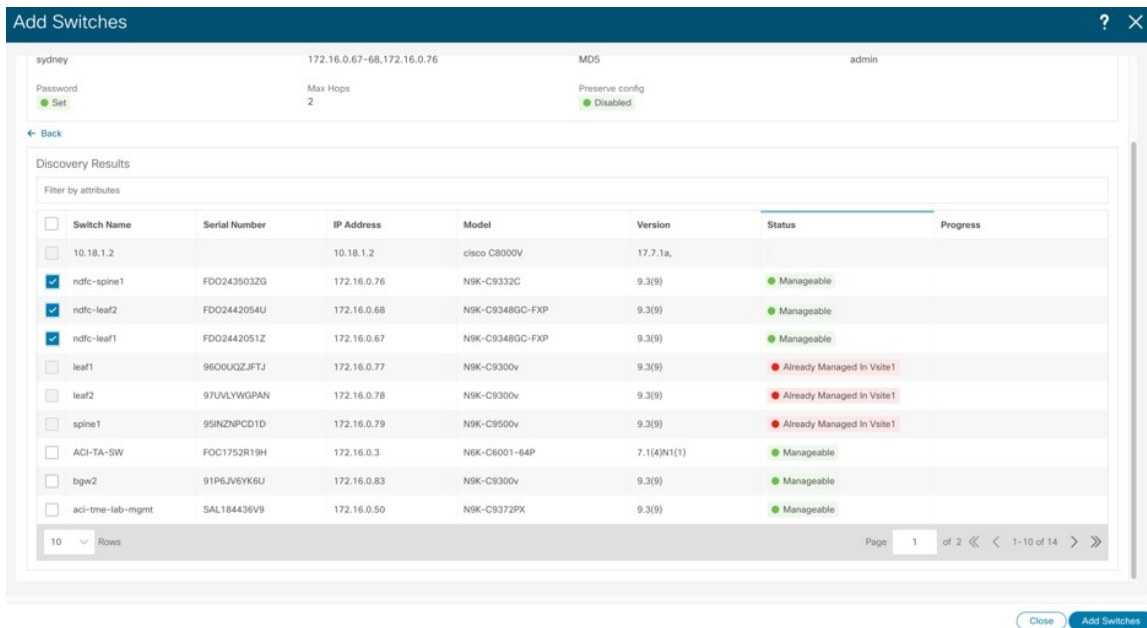 Add Switches ?
sydney 172.16.0.67-68,172.16.0.76 MD5 admin
Password Max Hops Preserve config
Set 2 Disabled
← Back
Discovery Results
Filter by attributes
Switch Name Serial Number IP Address Model Version Status Progress
10.18.1.2 10.18.1.2 cisco C8000V 17.7.1a,
ndfc-spine1 FDO243503ZG 172.16.0.76 N9K-C9332C 9.3(9) Manageable
ndfc-leaf2 FDO2442054U 172.16.0.68 N9K-C9348GC-FXP 9.3(9) Manageable
ndfc-leaf1 FDO2442051Z 172.16.0.67 N9K-C9348GC-FXP 9.3(9) Manageable
leaf1 96O0UQZJFTJ 172.16.0.77 N9K-C9300v 9.3(9) Already Managed In Vsite1
leaf2 97UVLYWGPAN 172.16.0.78 N9K-C9300v 9.3(9) Already Managed In Vsite1
spine1 95INZNPCD1D 172.16.0.79 N9K-C9500v 9.3(9) Already Managed In Vsite1
ACI-TA-SW FOC1752R19H 172.16.0.3 N6K-C6001-64P 7.1(4)N1(1) Manageable
bgw2 91P6JV6YK6U 172.16.0.83 N9K-C9300v 9.3(9) Manageable
aci-tme-lab-mgmt SAL184436V9 172.16.0.50 N9K-C9372PX 9.3(9) Manageable
10 Rows Page 1 of 2 1-10 of 14
Close Add Switches